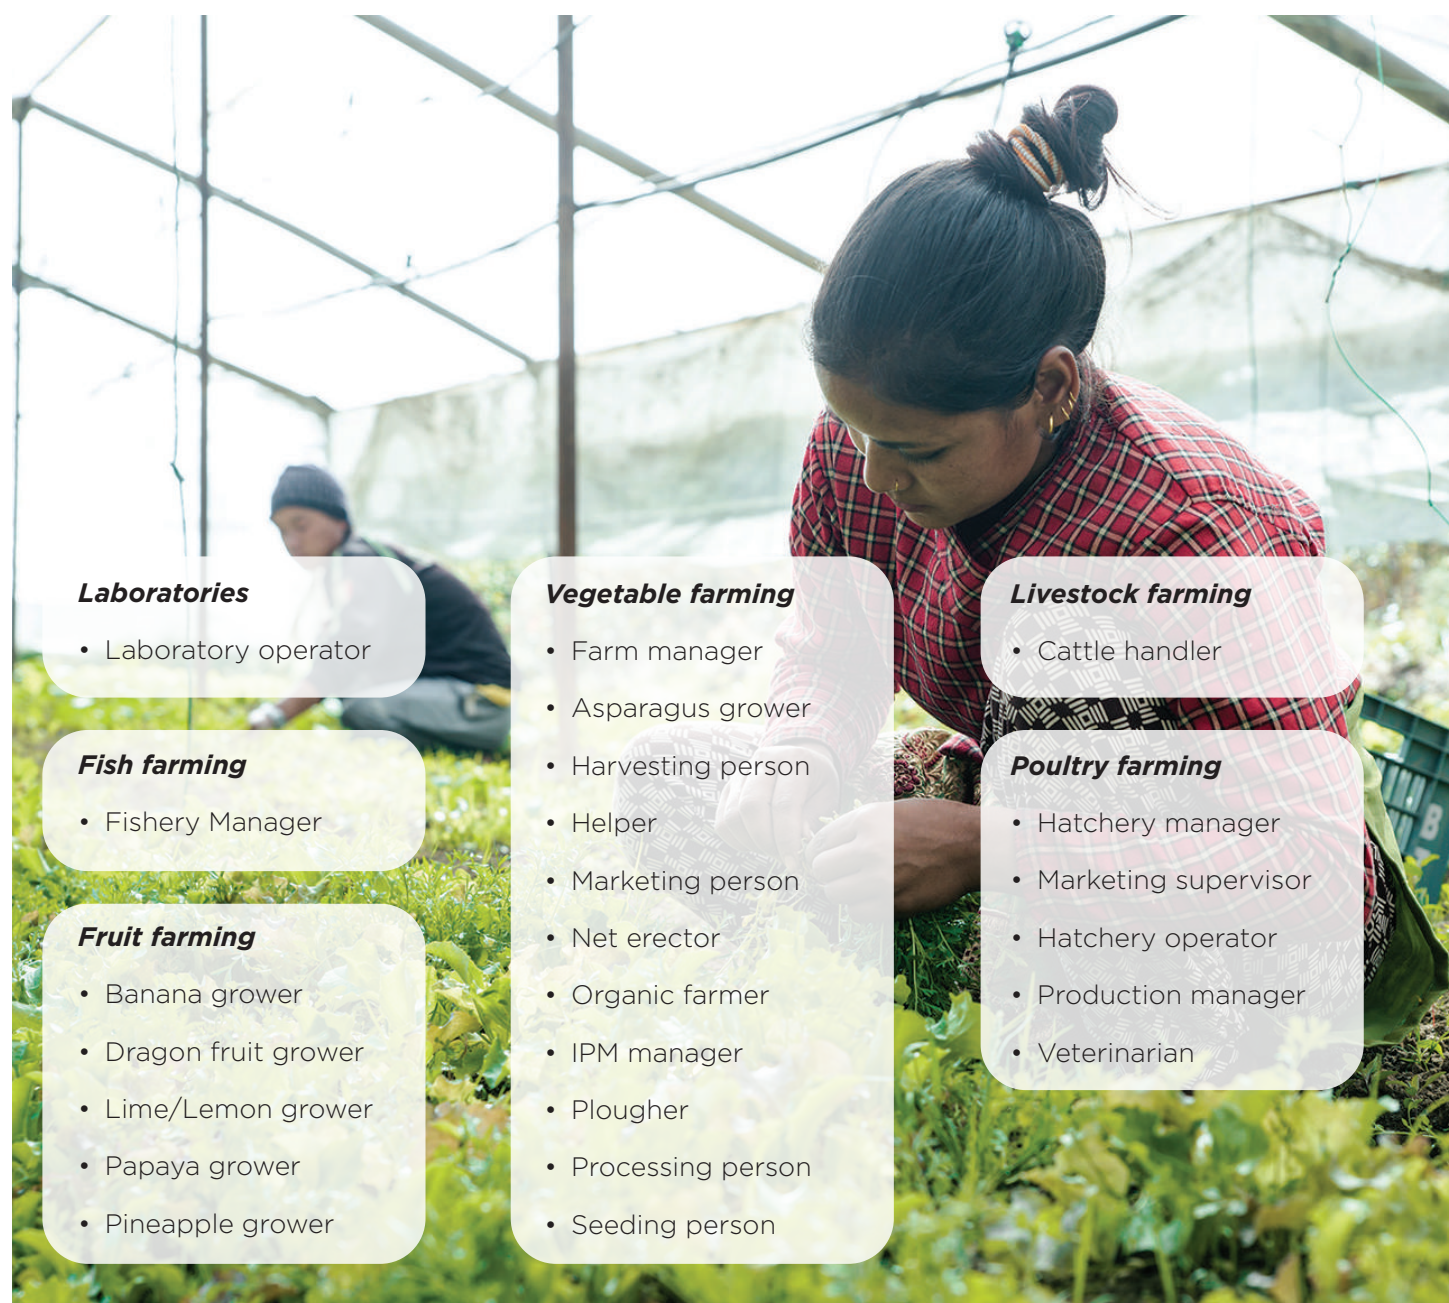 Laboratories
• Laboratory operator
Fish farming
• Fishery Manager
Fruit farming
• Banana grower
• Dragon fruit grower
• Lime/Lemon grower
• Papaya grower
• Pineapple grower
Vegetable farming
• Farm manager
• Asparagus grower
• Harvesting person
• Helper
• Marketing person
• Net erector
• Organic farmer
• IPM manager
• Plougher
• Processing person
• Seeding person
Livestock farming
• Cattle handler
Poultry farming
• Hatchery manager
• Marketing supervisor
• Hatchery operator
• Production manager
• Veterinarian
B